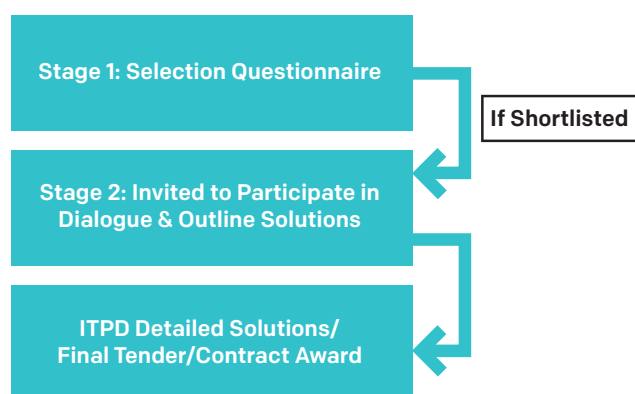 Stage 1: Selection Questionnaire
If Shortlisted
Stage 2: Invited to Participate in
Dialogue & Outline Solutions
ITPD Detailed Solutions/
Final Tender/Contract Award